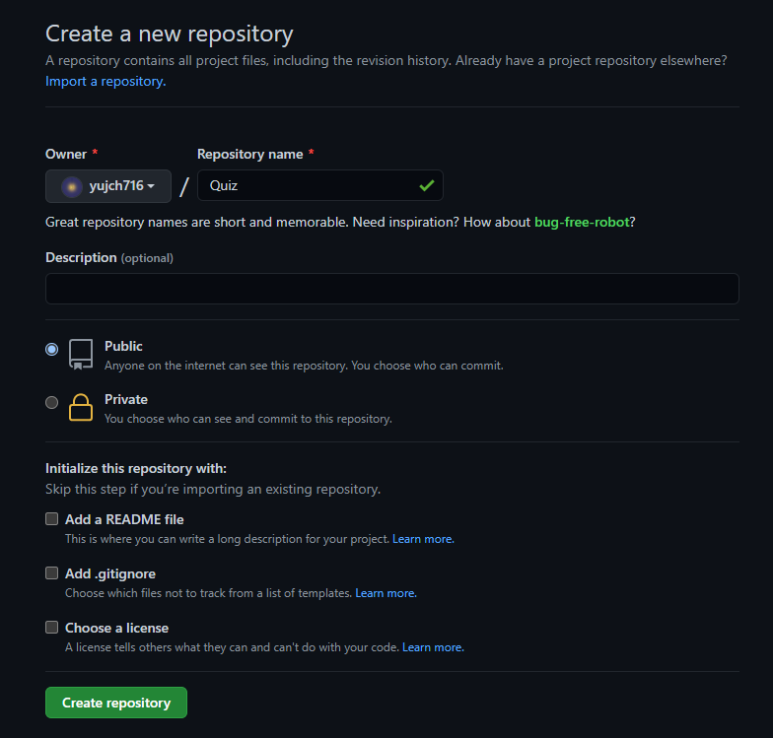 Create a new repository
A repository contains all project files, including the revision history. Already have a project repository elsewhere?
Import a repository.
Owner * Repository name *
yujch716 / Quiz
Great repository names are short and memorable. Need inspiration? How about bug-free-robot?
Description (optional)
Public
Anyone on the internet can see this repository. You choose who can commit.
Private
You choose who can see and commit to this repository.
Initialize this repository with:
Skip this step if you're importing an existing repository.
Add a README file
This is where you can write a long description for your project. Learn more.
Add .gitignore
Choose which files not to track from a list of templates. Learn more.
Choose a license
A license tells others what they can and can't do with your code. Learn more.
Create repository